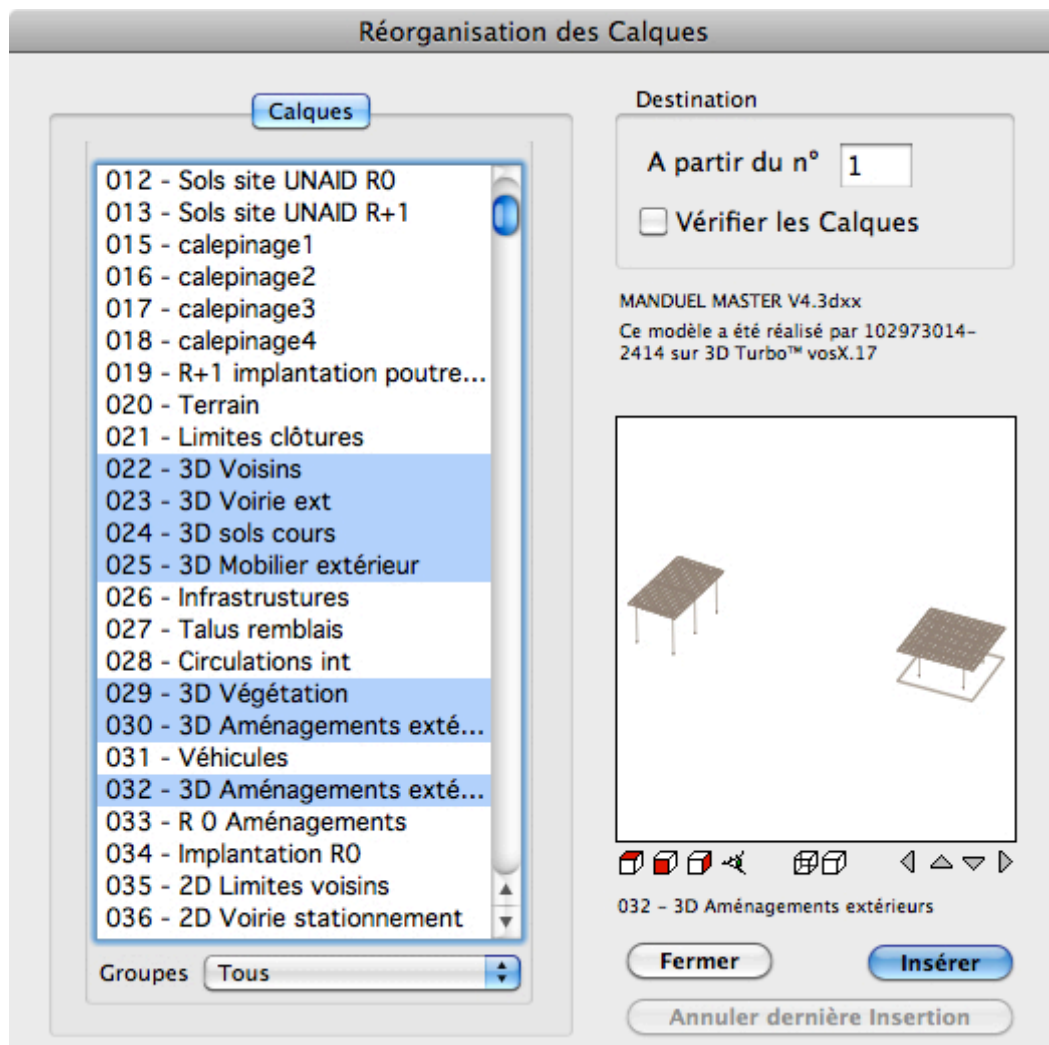 Réorganisation des Calques
Calques
012 - Sols site UNAID R0
013 - Sols site UNAID R+1
015 - calepinage1
016 - calepinage2
017 - calepinage3
018 - calepinage4
019 - R+1 implantation poutre...
020 - Terrain
021 - Limites clôtures
022 - 3D Voisins
023 - 3D Voirie ext
024 - 3D sols cours
025 - 3D Mobilier extérieur
026 - Infrastrustures
027 - Talus remblais
028 - Circulations int
029 - 3D Végétation
030 - 3D Aménagements exté...
031 - Véhicules
032 - 3D Aménagements exté...
033 - R 0 Aménagements
034 - Implantation R0
035 - 2D Limites voisins
036 - 2D Voirie stationnement
Groupes Tous
Destination
A partir du n° 1
Vérifier les Calques
MANDUEL MASTER V4.3dxx
Ce modèle a été réalisé par 102973014-
2414 sur 3D Turbo™ vosX.17
032 - 3D Aménagements extérieurs
Fermer Insérer
Annuler dernière Insertion